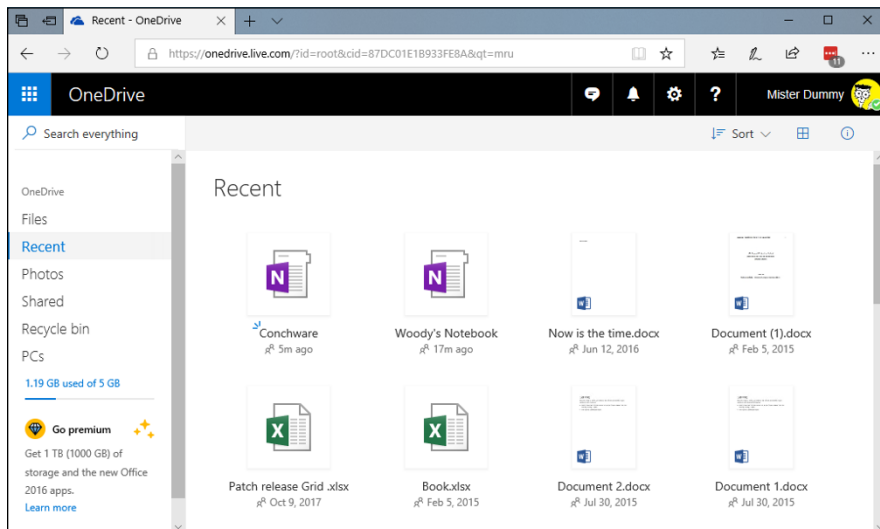 Recent - OneDrive
https://onedrive.live.com/?id=root&cid=87DC01E1B933FE8A&qt=mru
11
OneDrive
?
Mister Dummy
Search everything
Sort
OneDrive
Files
Recent
Photos
Shared
Recycle bin
PCs
1.19 GB used of 5 GB
Go premium
Get 1 TB (1000 GB) of
storage and the new Office
2016 apps.
Learn more
Recent
N
N
W
W
Conchware
Woody's Notebook
Now is the time.docx
Document (1).docx
5m ago
17m ago
Jun 12, 2016
Feb 5, 2015
X
X
W
W
Patch release Grid .xlsx
Book.xlsx
Document 2.docx
Document 1.docx
Oct 9, 2017
Feb 5, 2015
Jul 30, 2015
Jul 30, 2015